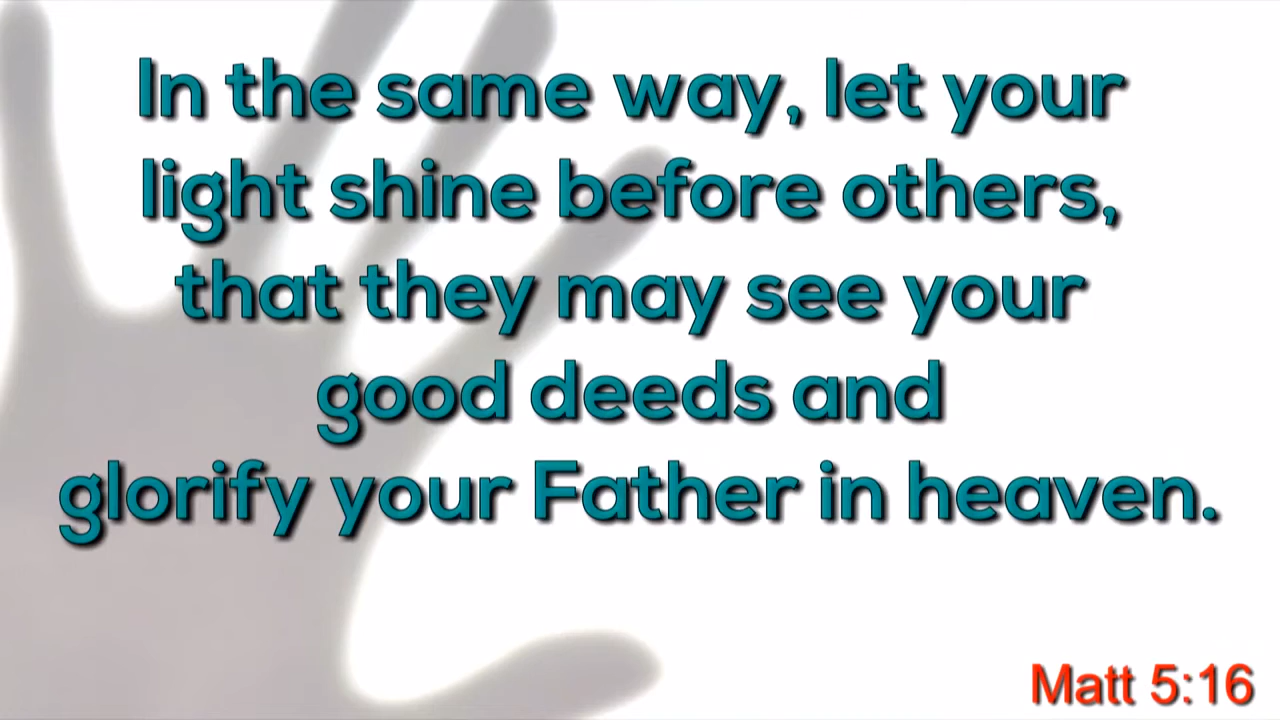 In the same way, let your
light shine before others,
that they may see your
good deeds and
glorify your Father in heaven.
Matt 5:16